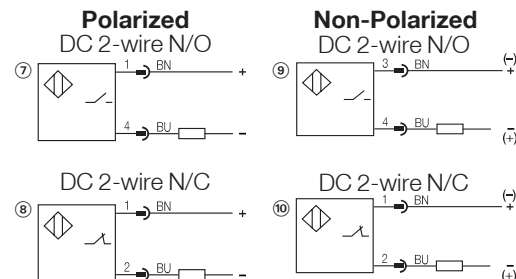 Polarized
DC 2-wire N/O
⑦ 1 BN +
4 BU -
DC 2-wire N/C
⑧ 1 BN +
2 BU -
Non-Polarized
DC 2-wire N/O
⑨ 3 BN (-)
+
4 BU -
(+)
DC 2-wire N/C
⑩ 1 BN (-)
+
2 BU -
(+)